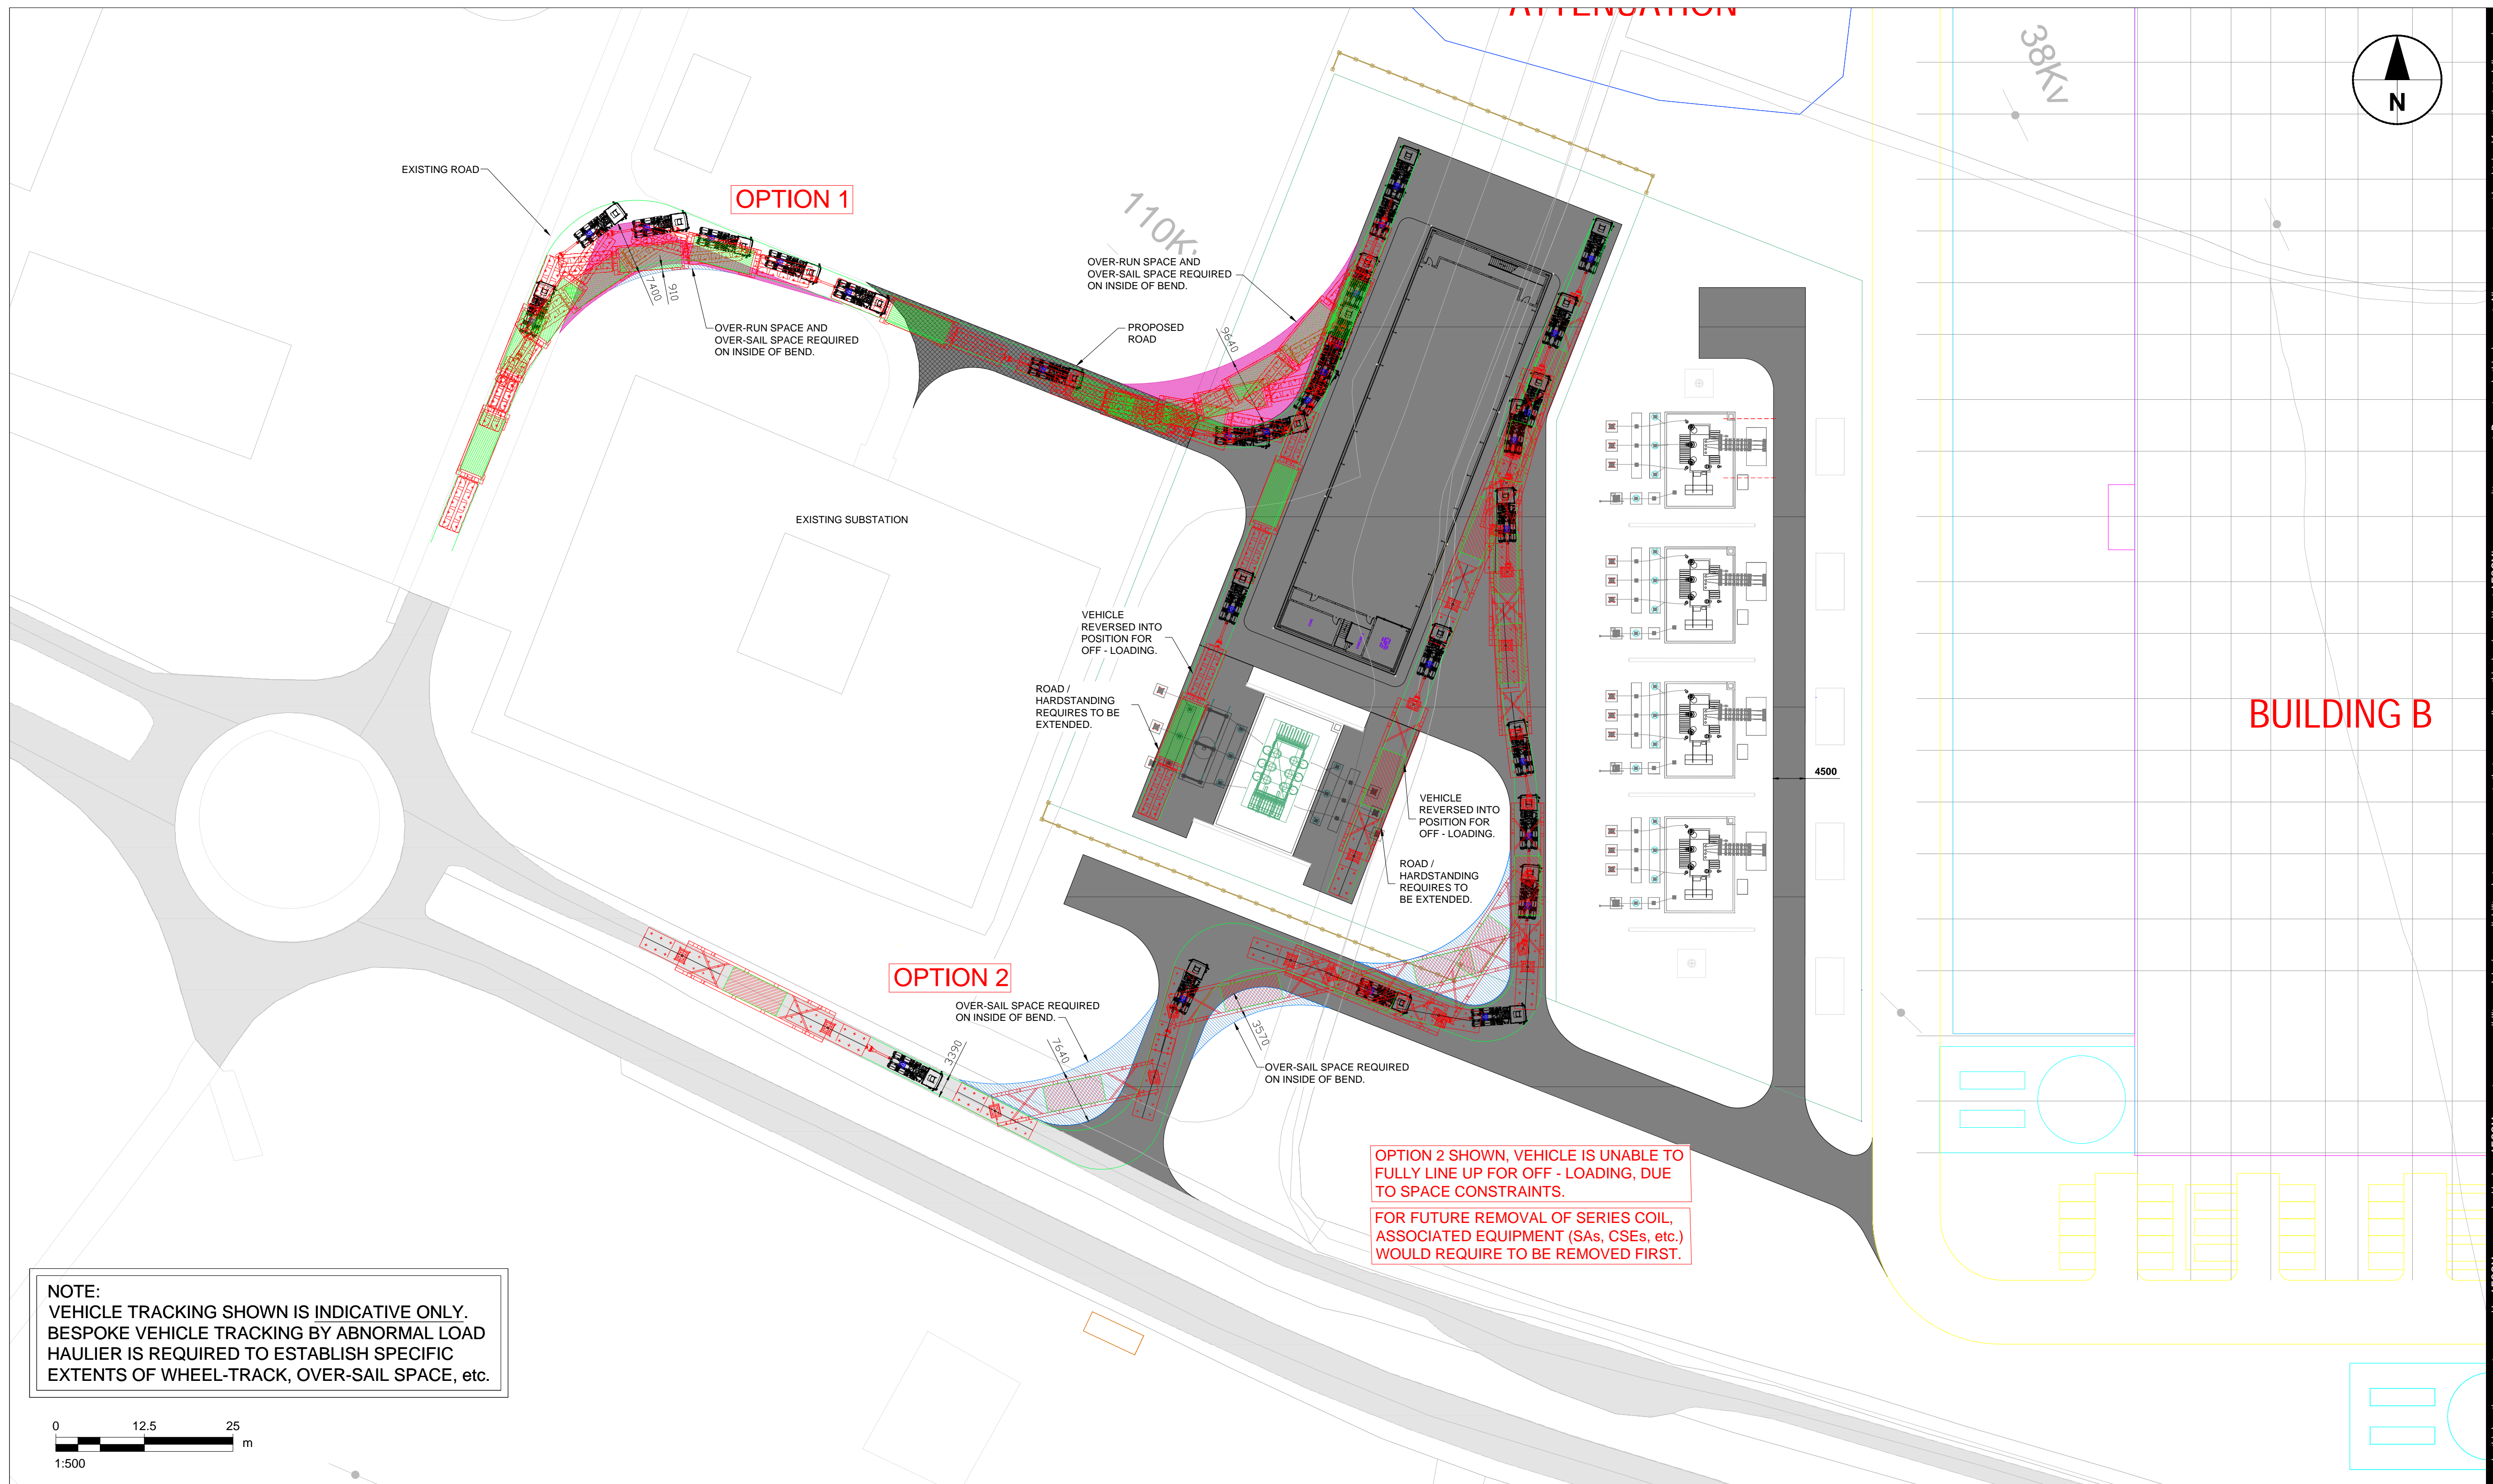 ATTENUATION
38Kv
N
EXISTING ROAD
OPTION 1
110K
7400
910
OVER-RUN SPACE AND
OVER-SAIL SPACE REQUIRED
ON INSIDE OF BEND.
OVER-RUN SPACE AND
OVER-SAIL SPACE REQUIRED
ON INSIDE OF BEND.
PROPOSED
ROAD
9640
EXISTING SUBSTATION
VEHICLE
REVERSED INTO
POSITION FOR
OFF - LOADING.
ROAD /
HARDSTANDING
REQUIRES TO BE
EXTENDED.
VEHICLE
REVERSED INTO
POSITION FOR
OFF - LOADING.
ROAD /
HARDSTANDING
REQUIRES TO
BE EXTENDED.
4500
BUILDING B
OPTION 2
OVER-SAIL SPACE REQUIRED
ON INSIDE OF BEND.
3390
7640
3570
OVER-SAIL SPACE REQUIRED
ON INSIDE OF BEND.
OPTION 2 SHOWN, VEHICLE IS UNABLE TO
FULLY LINE UP FOR OFF - LOADING, DUE
TO SPACE CONSTRAINTS.
FOR FUTURE REMOVAL OF SERIES COIL,
ASSOCIATED EQUIPMENT (SAs, CSEs, etc.)
WOULD REQUIRE TO BE REMOVED FIRST.
NOTE:
VEHICLE TRACKING SHOWN IS INDICATIVE ONLY.
BESPOKE VEHICLE TRACKING BY ABNORMAL LOAD
HAULIER IS REQUIRED TO ESTABLISH SPECIFIC
EXTENTS OF WHEEL-TRACK, OVER-SAIL SPACE, etc.
0 12.5 25
m
1:500